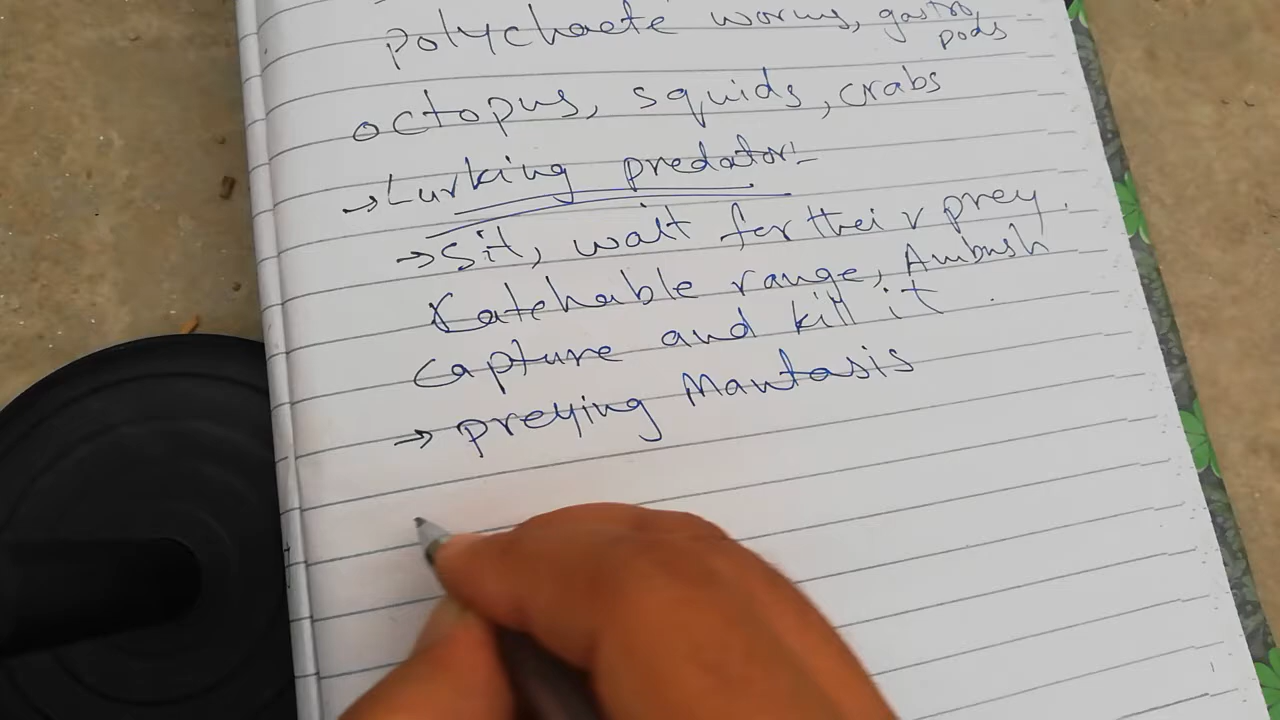 polychaete worms, gastro
pods
octopus, squids, crabs
→ Lurking predator:-
→ Sit, wait for their prey.
Catchable range, Ambush
capture and kill it
→ preying Mantasis